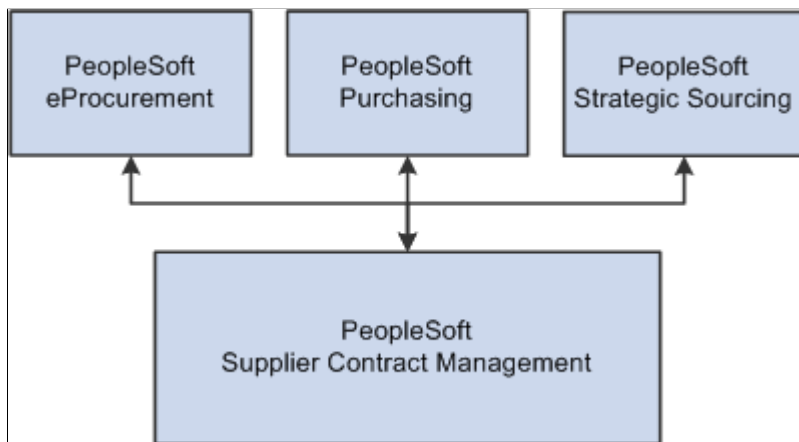 PeopleSoft
eProcurement
PeopleSoft
Purchasing
PeopleSoft
Strategic Sourcing
PeopleSoft
Supplier Contract Management